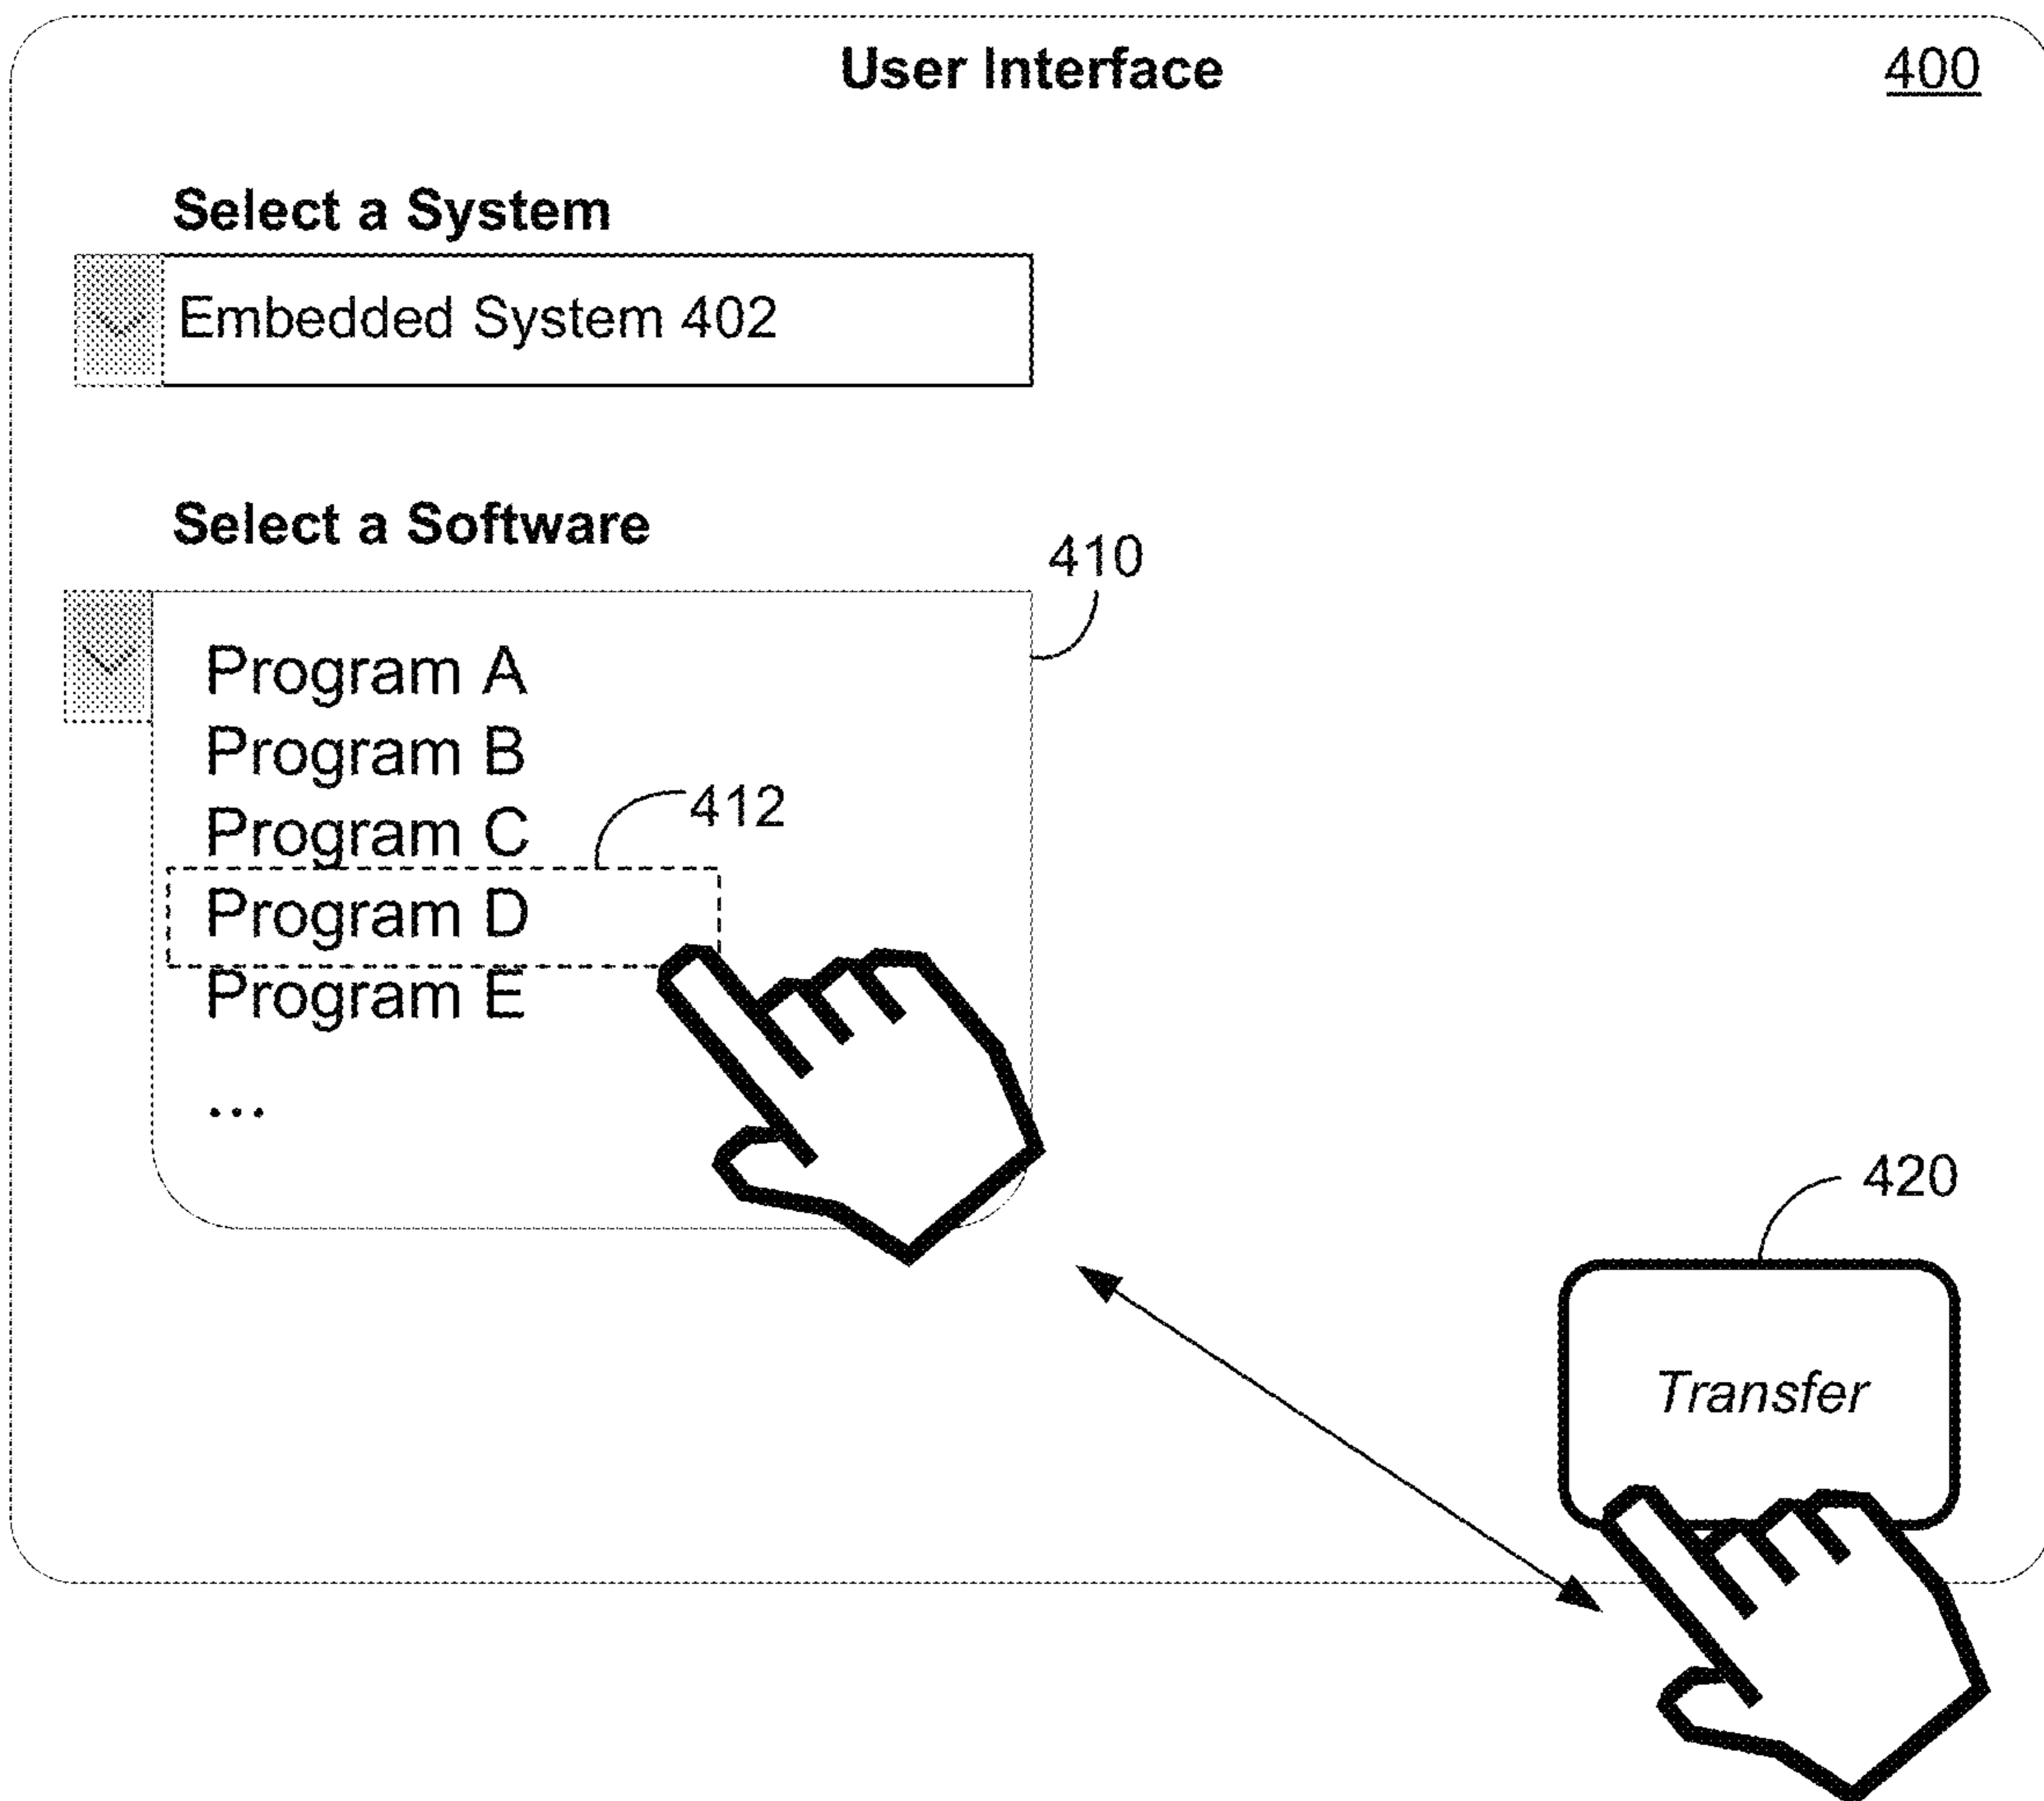 User Interface 400
Select a System
Embedded System 402
Select a Software
410
Program A
Program B
Program C
412
Program D
Program E
...
420
Transfer